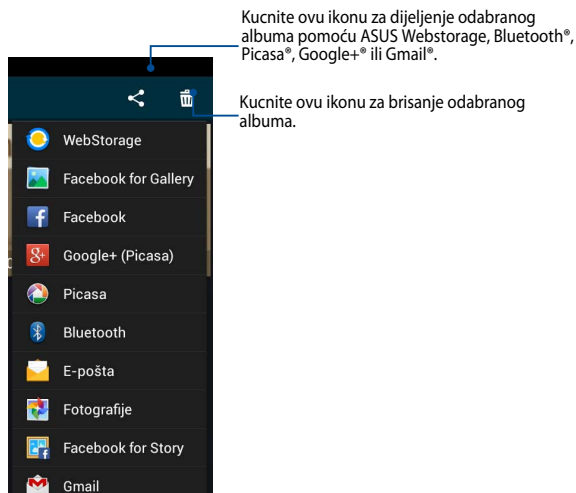 Kucnite ovu ikonu za dijeljenje odabranog
albuma pomoću ASUS Webstorage, Bluetooth®,
Picasa®, Google+® ili Gmail®.
Kucnite ovu ikonu za brisanje odabranog
albuma.
WebStorage
Facebook for Gallery
Facebook
Google+ (Picasa)
Picasa
Bluetooth
E-pošta
Fotografije
Facebook for Story
Gmail